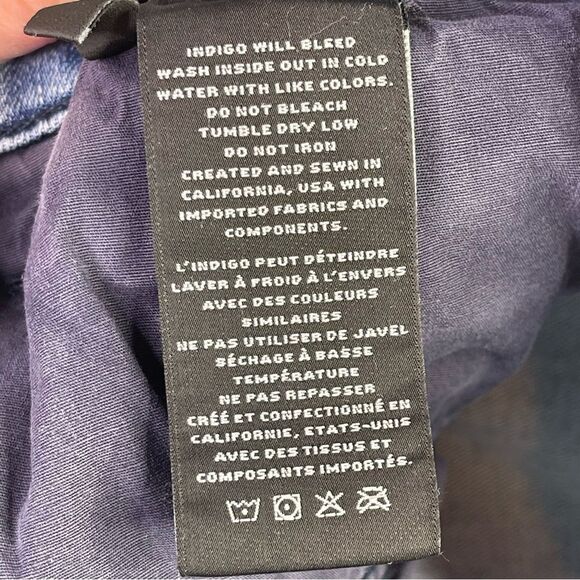 INDIGO WILL BLEED
WASH INSIDE OUT IN COLD
WATER WITH LIKE COLORS.
DO NOT BLEACH
TUMBLE DRY LOW
DO NOT IRON
CREATED AND SEWN IN
CALIFORNIA, USA WITH
IMPORTED FABRICS AND
COMPONENTS.
L'INDIGO PEUT DÉTEINDRE
LAVER À FROID À L'ENVERS
AVEC DES COULEURS
SIMILAIRES
NE PAS UTILISER DE JAVEL
SÉCHAGE À BASSE
TEMPÉRATURE
NE PAS REPASSER
CRÉÉ ET CONFECTIONNÉ EN
CALIFORNIE, ETATS-UNIS
AVEC DES TISSUS ET
COMPOSANTS IMPORTÉS.